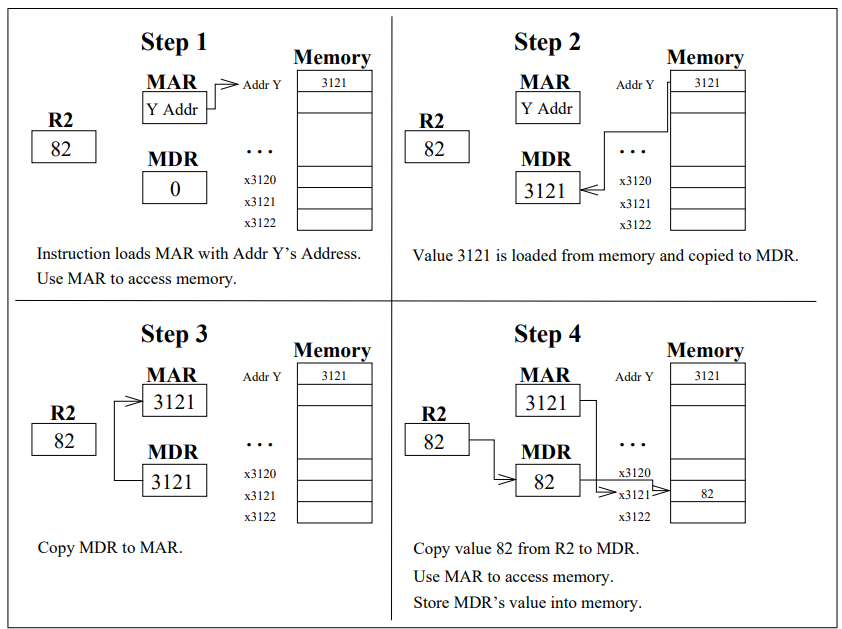 Step 1
Memory
MAR
Addr Y
3121
Y Addr
R2
82
MDR
...
0
x3120
x3121
x3122
Instruction loads MAR with Addr Y's Address.
Use MAR to access memory.
Step 2
Memory
MAR
Addr Y
3121
Y Addr
R2
82
MDR
...
3121
x3120
x3121
x3122
Value 3121 is loaded from memory and copied to MDR.
Step 3
Memory
MAR
Addr Y
3121
3121
R2
82
MDR
...
3121
x3120
x3121
x3122
Copy MDR to MAR.
Step 4
Memory
MAR
Addr Y
3121
3121
R2
82
MDR
...
82
x3120
x3121
82
x3122
Copy value 82 from R2 to MDR.
Use MAR to access memory.
Store MDR's value into memory.